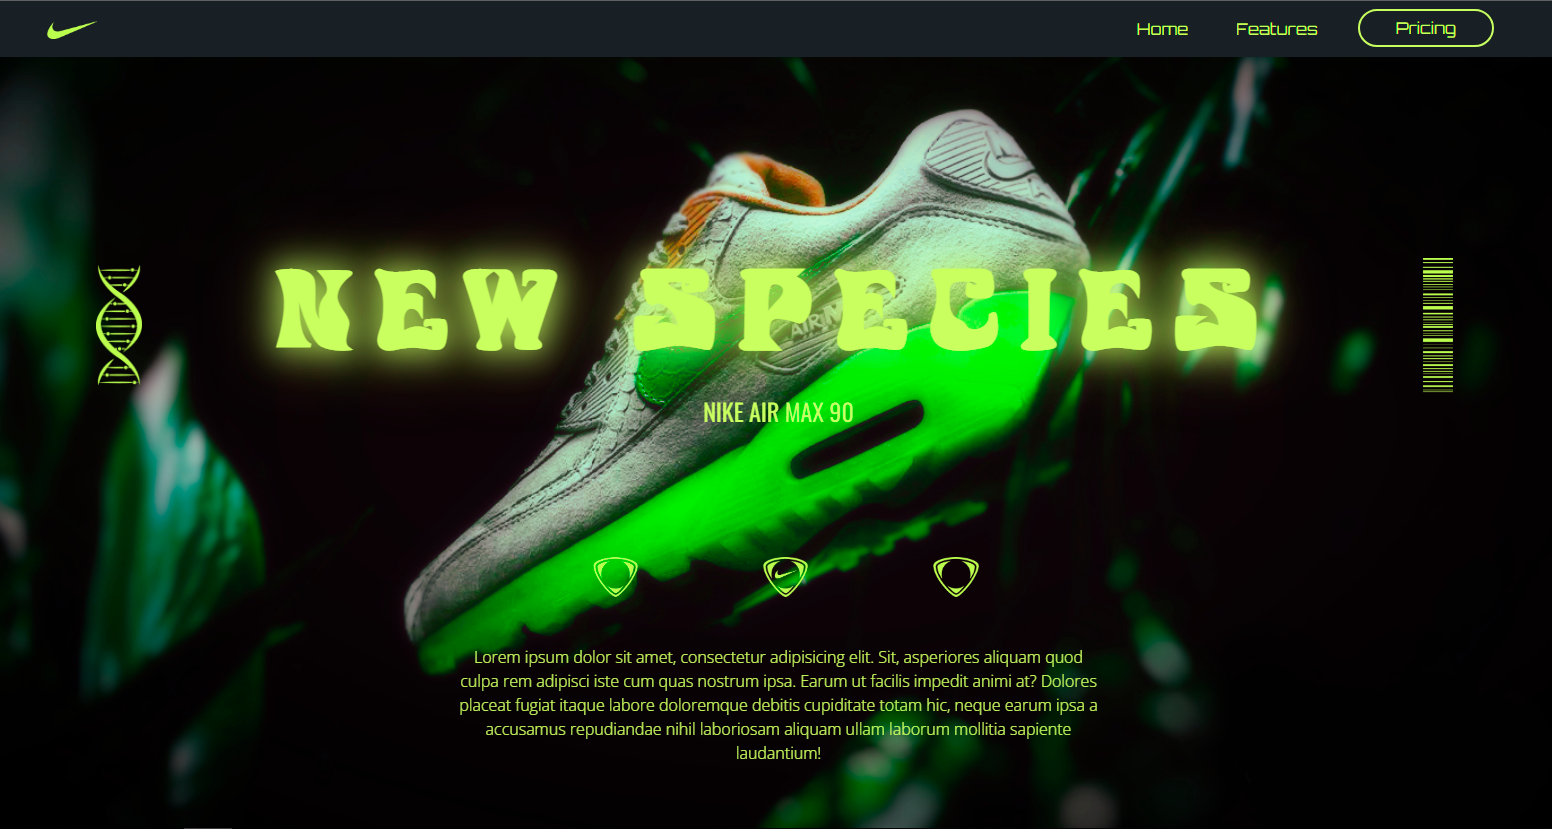 Home
Features
Pricing
NEW SPECIES
AIR M
NIKE AIR MAX 90
Lorem ipsum dolor sit amet, consectetur adipisicing elit. Sit, asperiores aliquam quod
culpa rem adipisci iste cum quas nostrum ipsa. Earum ut facilis impedit animi at? Dolores
placeat fugiat itaque labore doloremque debitis cupiditate totam hic, neque earum ipsa a
accusamus repudiandae nihil laboriosam aliquam ullam laborum mollitia sapiente
laudantium!